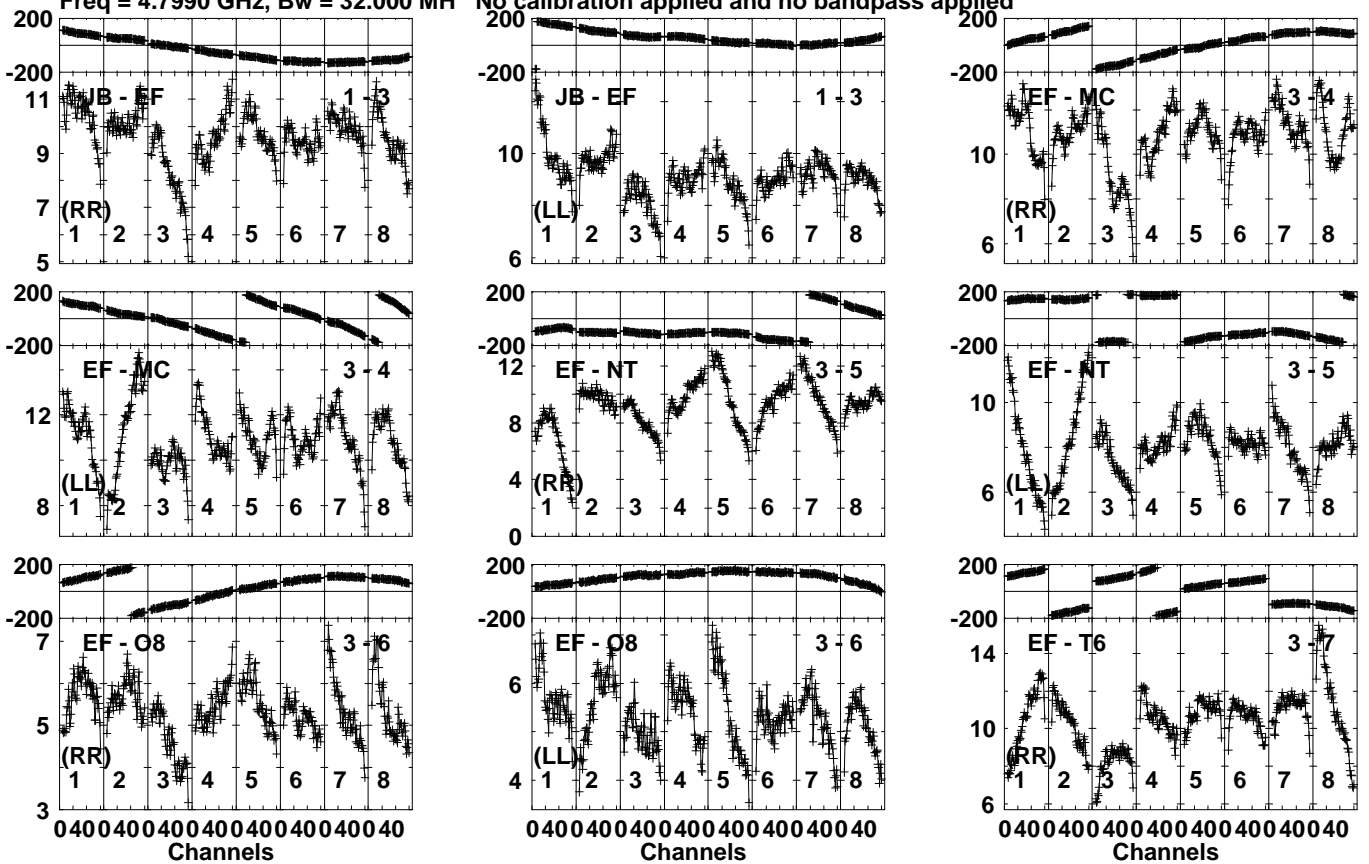 Freq = 4.7990 GHz, Bw = 32.000 MH No calibration applied and no bandpass applied
200
-200
JB - EF 1 - 3
11
9
7
5
(RR)
1 2 3 4 5 6 7 8
200
-200
JB - EF 1 - 3
10
6
(LL)
1 2 3 4 5 6 7 8
200
-200
EF - MC 3 - 4
10
6
(RR)
1 2 3 4 5 6 7 8
200
-200
EF - MC 3 - 4
12
8
(LL)
1 2 3 4 5 6 7 8
200
-200
EF - NT 3 - 5
12
8
4
0
(RR)
1 2 3 4 5 6 7 8
200
-200
EF - NT 3 - 5
10
6
(LL)
1 2 3 4 5 6 7 8
200
-200
EF - O8 3 - 6
7
5
3
(RR)
1 2 3 4 5 6 7 8
0 40 0 40 0 40 0 40 0 40 0 40 0 40 0 40
Channels
200
-200
EF - O8 3 - 6
6
4
(LL)
1 2 3 4 5 6 7 8
0 40 0 40 0 40 0 40 0 40 0 40 0 40 0 40
Channels
200
-200
EF - T6 3 - 7
14
10
6
(RR)
1 2 3 4 5 6 7 8
0 40 0 40 0 40 0 40 0 40 0 40 0 40 0 40
Channels